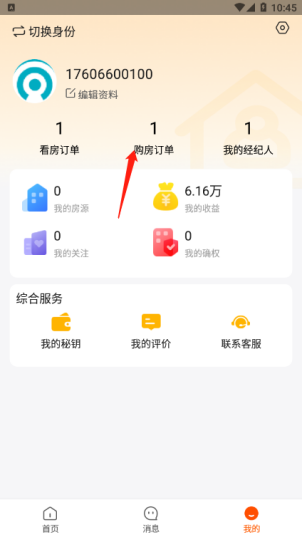 10:45
切换身份
17606600100
编辑资料
1 1 1
看房订单 购房订单 我的经纪人
0 6.16万
我的房源 我的收益
0 0
我的关注 我的确权
综合服务
我的秘钥 我的评价 联系客服
首页 消息 我的